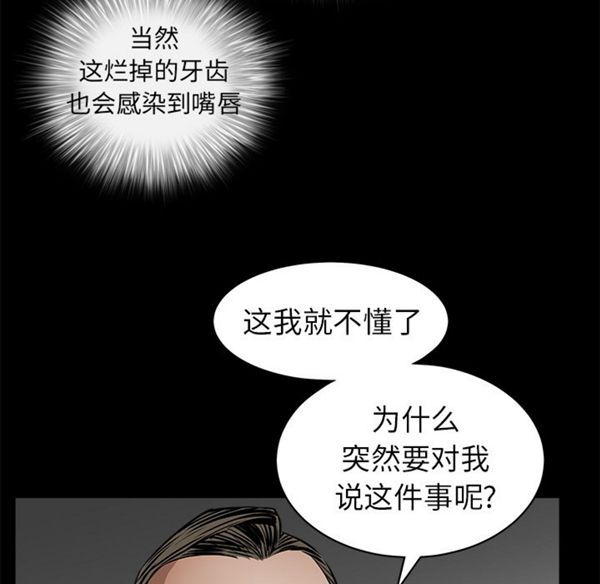 当然
这烂掉的牙齿
也会感染到嘴唇
这我就不懂了
为什么
突然要对我
说这件事呢?